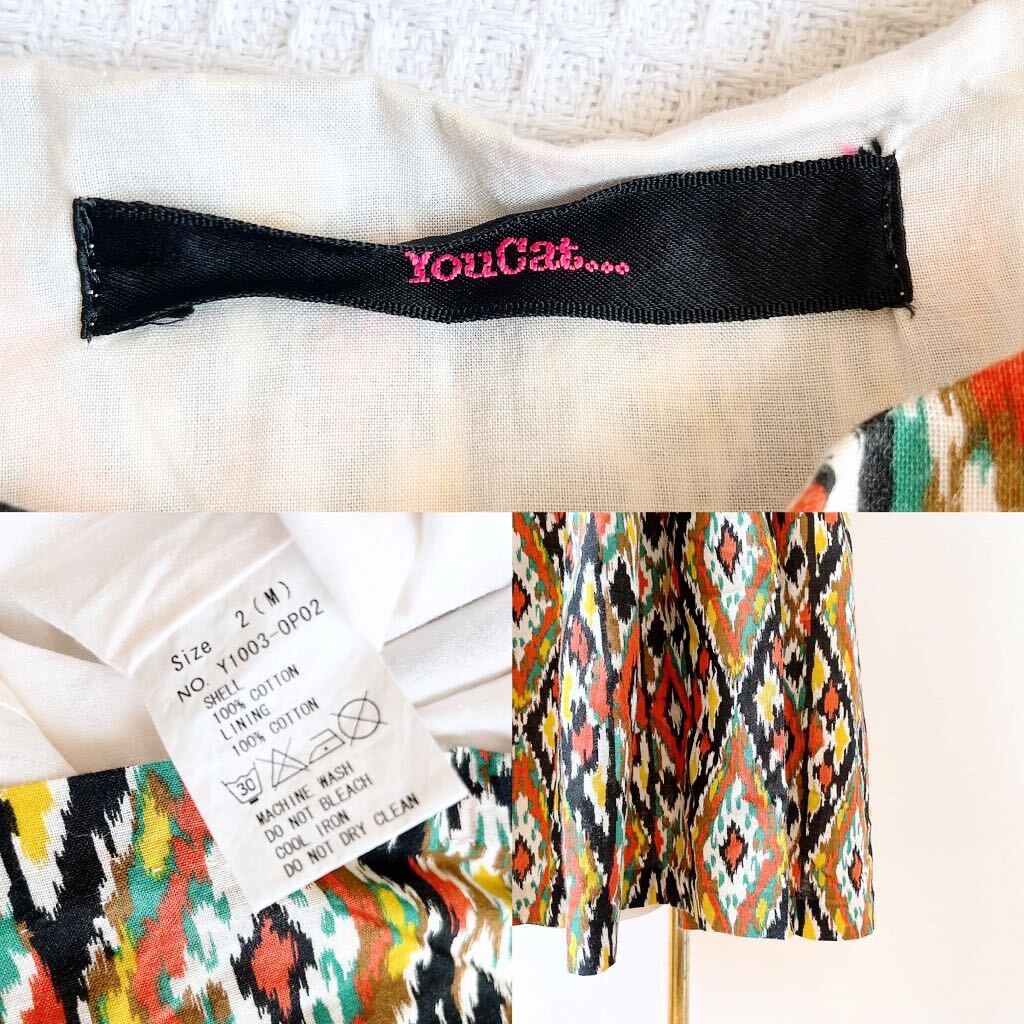 YouCat...
Size 2(M)
NO. Y1003-OP02
SHELL
100% COTTON
LINING
100% COTTON
30
MACHINE WASH
DO NOT BLEACH
COOL IRON
DO NOT DRY CLEAN